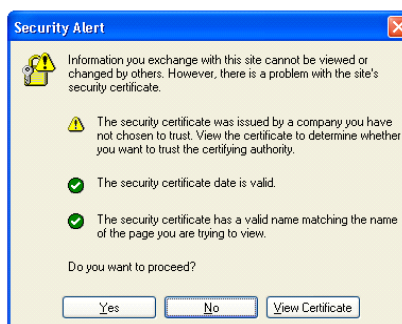 Security Alert
Information you exchange with this site cannot be viewed or
changed by others. However, there is a problem with the site's
security certificate.
The security certificate was issued by a company you have
not chosen to trust. View the certificate to determine whether
you want to trust the certifying authority.
The security certificate date is valid.
The security certificate has a valid name matching the name
of the page you are trying to view.
Do you want to proceed?
Yes No View Certificate